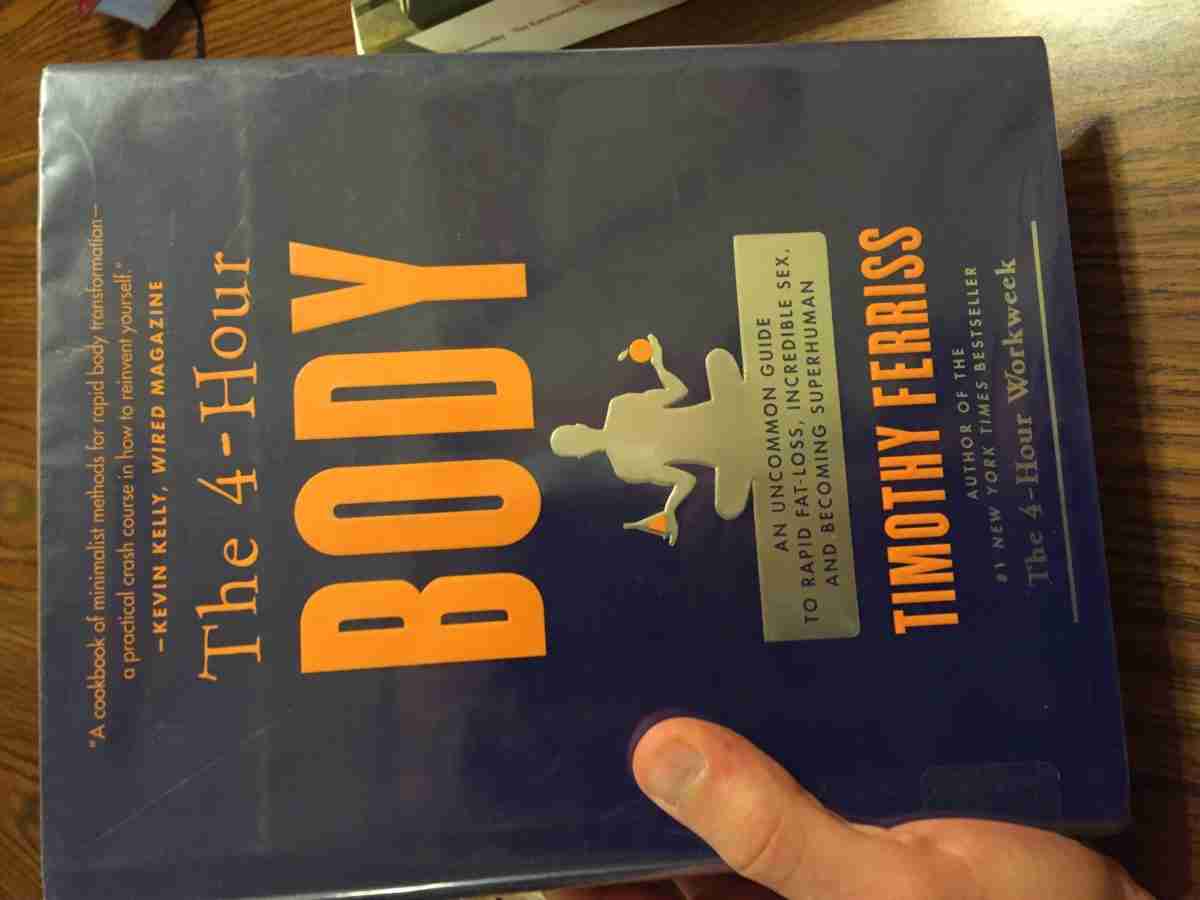 "A cookbook of minimalist methods for rapid body transformation—
a practical crash course in how to reinvent yourself."
—KEVIN KELLY, WIRED MAGAZINE
The 4-Hour
BODY
AN UNCOMMON GUIDE
TO RAPID FAT-LOSS, INCREDIBLE SEX,
AND BECOMING SUPERHUMAN
TIMOTHY FERRISS
AUTHOR OF THE
#1 NEW YORK TIMES BESTSELLER
The 4-Hour Workweek